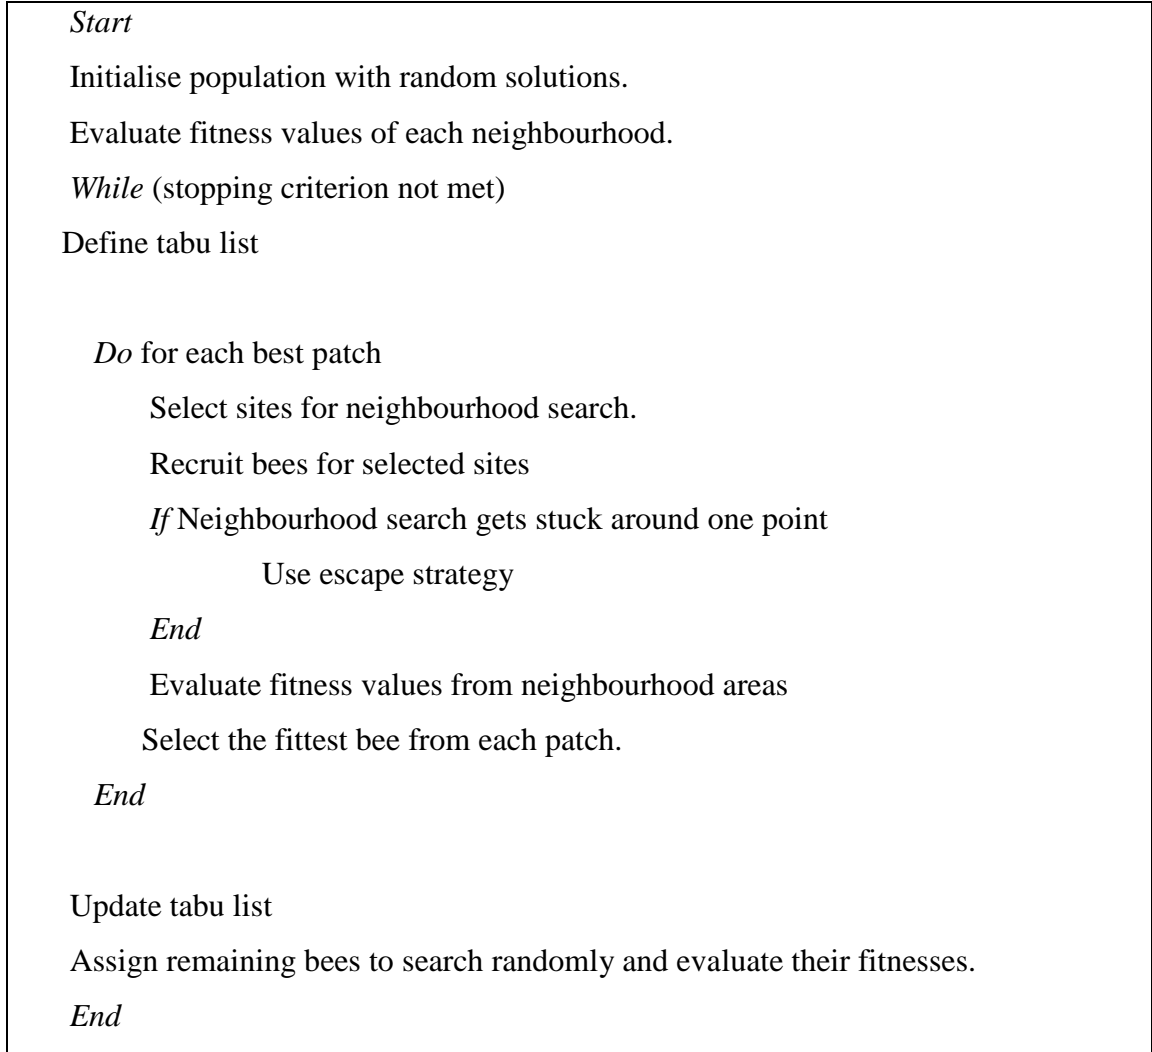 Start
Initialise population with random solutions.
Evaluate fitness values of each neighbourhood.
While (stopping criterion not met)
Define tabu list
Do for each best patch
Select sites for neighbourhood search.
Recruit bees for selected sites
If Neighbourhood search gets stuck around one point
Use escape strategy
End
Evaluate fitness values from neighbourhood areas
Select the fittest bee from each patch.
End
Update tabu list
Assign remaining bees to search randomly and evaluate their fitnesses.
End